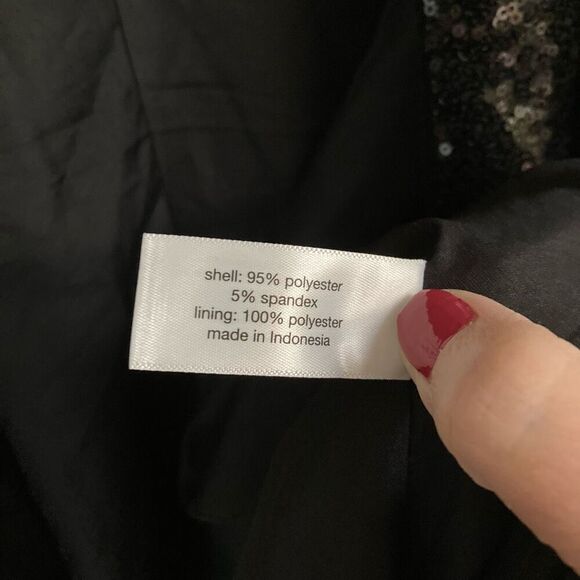 shell: 95% polyester
5% spandex
lining: 100% polyester
made in Indonesia